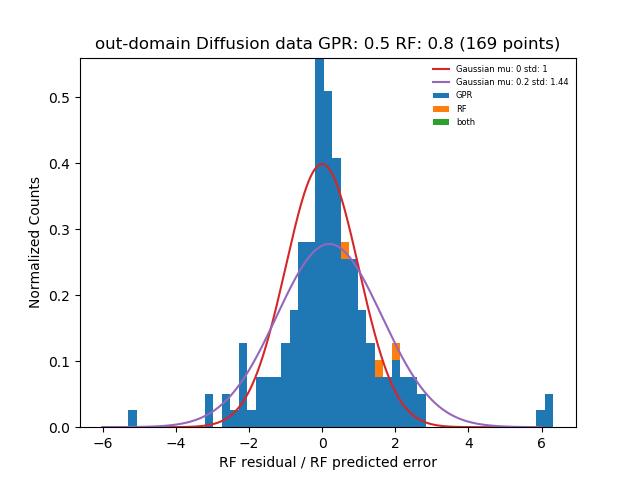 out-domain Diffusion data GPR: 0.5 RF: 0.8 (169 points)
Gaussian mu: 0 std: 1
Gaussian mu: 0.2 std: 1.44
GPR
RF
both
Normalized Counts
0.5
0.4
0.3
0.2
0.1
0.0
−6 −4 −2 0 2 4 6
RF residual / RF predicted error